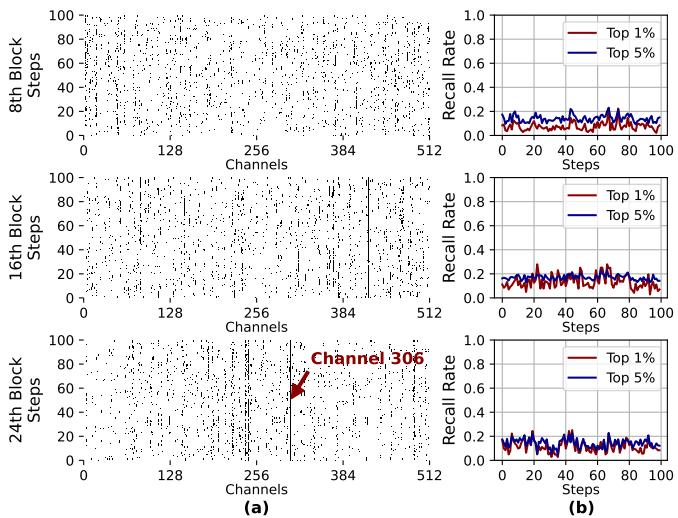 8th Block
Steps
100
80
60
40
20
0
0 128 256 384 512
Channels
Recall Rate
1.0
0.8
0.6
0.4
0.2
0.0
Top 1%
Top 5%
0 20 40 60 80 100
Steps
16th Block
Steps
100
80
60
40
20
0
0 128 256 384 512
Channels
Recall Rate
1.0
0.8
0.6
0.4
0.2
0.0
Top 1%
Top 5%
0 20 40 60 80 100
Steps
24th Block
Steps
100
80
60
40
20
0
Channel 306
0 128 256 384 512
Channels
(a)
Recall Rate
1.0
0.8
0.6
0.4
0.2
0.0
Top 1%
Top 5%
0 20 40 60 80 100
Steps
(b)